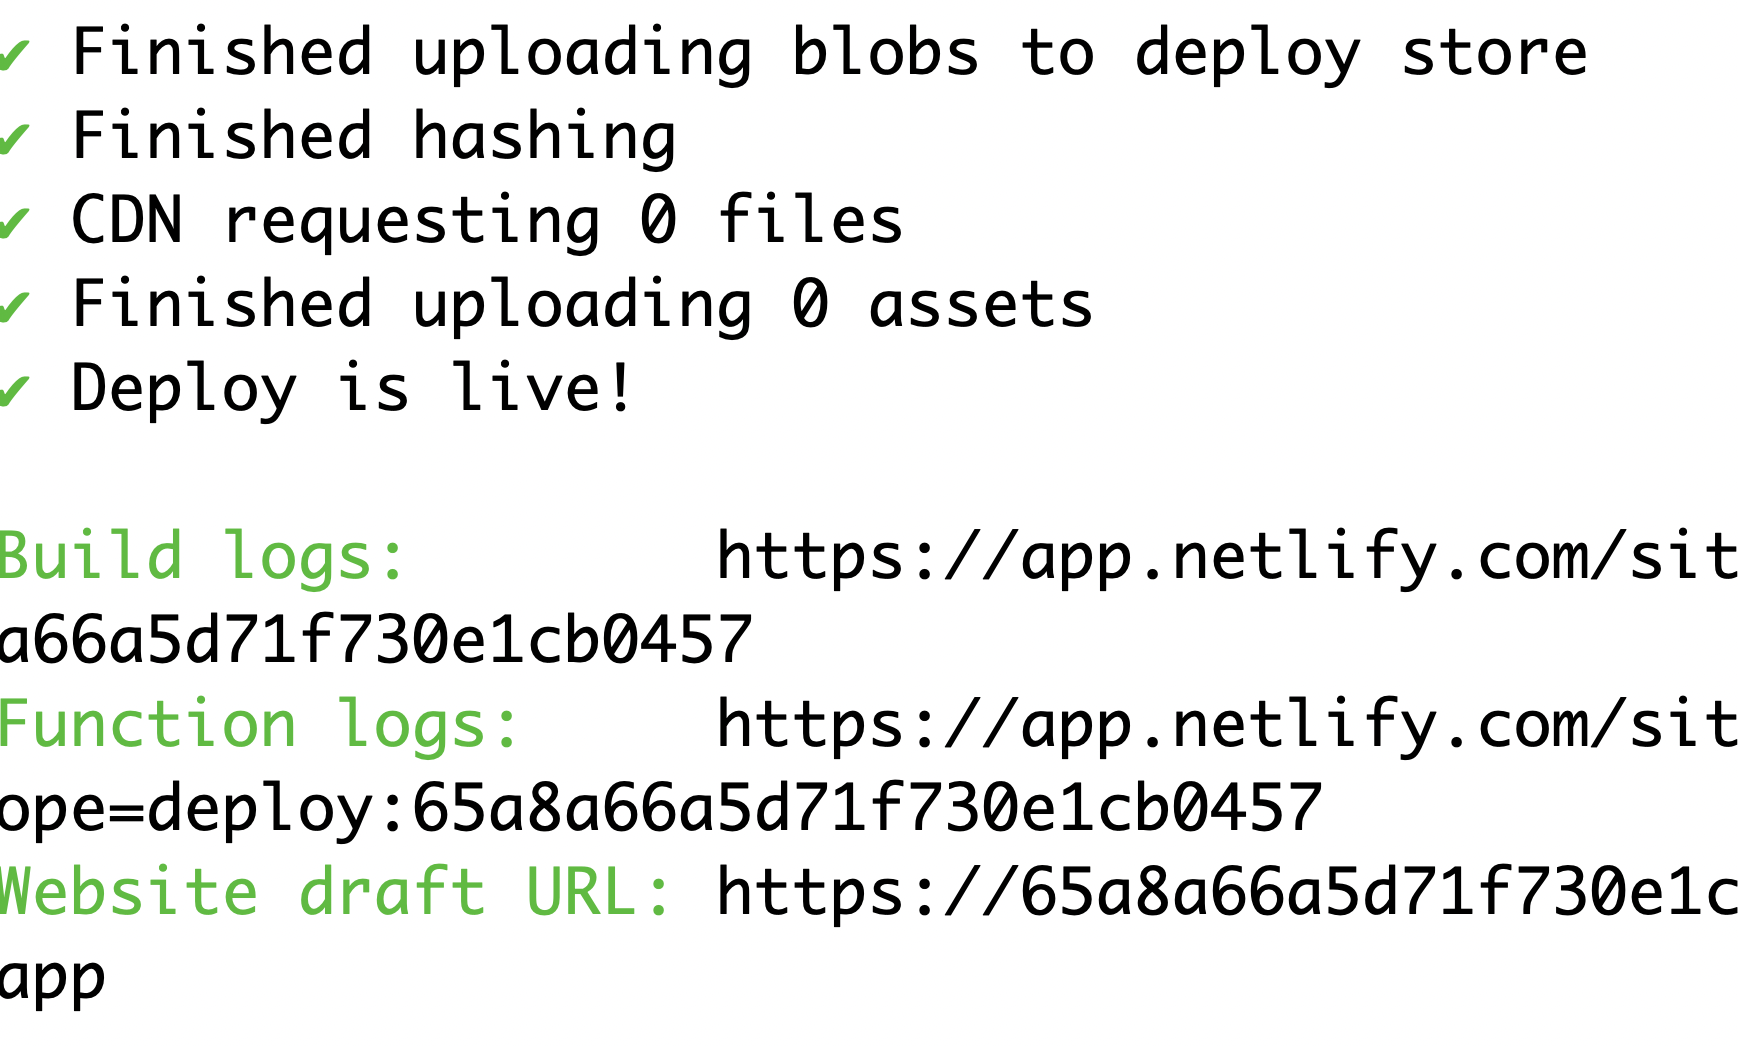 ✔ Finished uploading blobs to deploy store
✔ Finished hashing
✔ CDN requesting 0 files
✔ Finished uploading 0 assets
✔ Deploy is live!
Build logs: https://app.netlify.com/sit
a66a5d71f730e1cb0457
Function logs: https://app.netlify.com/sit
ope=deploy:65a8a66a5d71f730e1cb0457
Website draft URL: https://65a8a66a5d71f730e1c
app